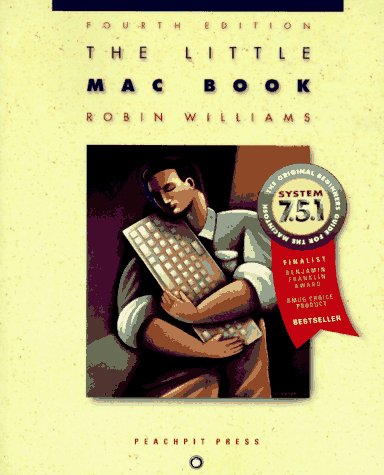 FOURTH EDITION
THE LITTLE
MAC BOOK
ROBIN WILLIAMS
THE ORIGINAL BEGINNERS GUIDE FOR THE MACINTOSH
SYSTEM
7.5.1
FINALIST
BENJAMIN
FRANKLIN
AWARD
BMUG CHOICE
PRODUCT
BESTSELLER
PEACHPIT PRESS